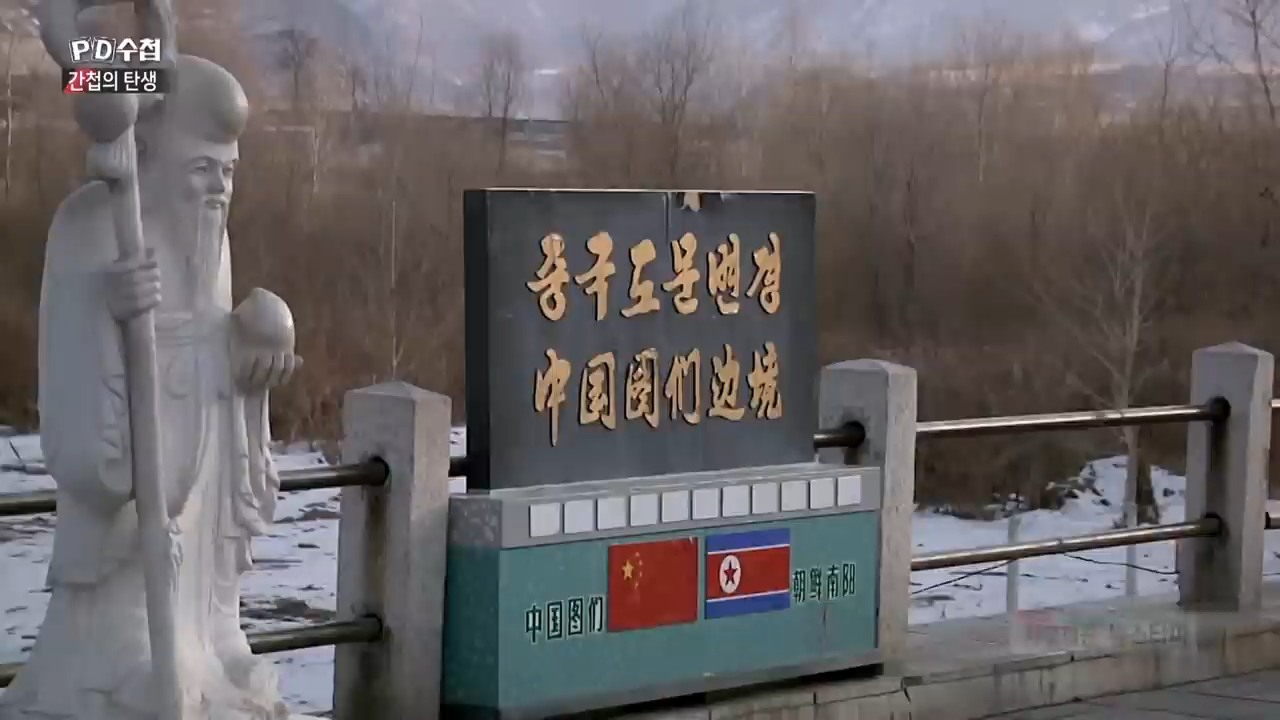 PD수첩
간첩의 탄생
중국도문변경
中国图们边境
中国图们
朝鲜南阳